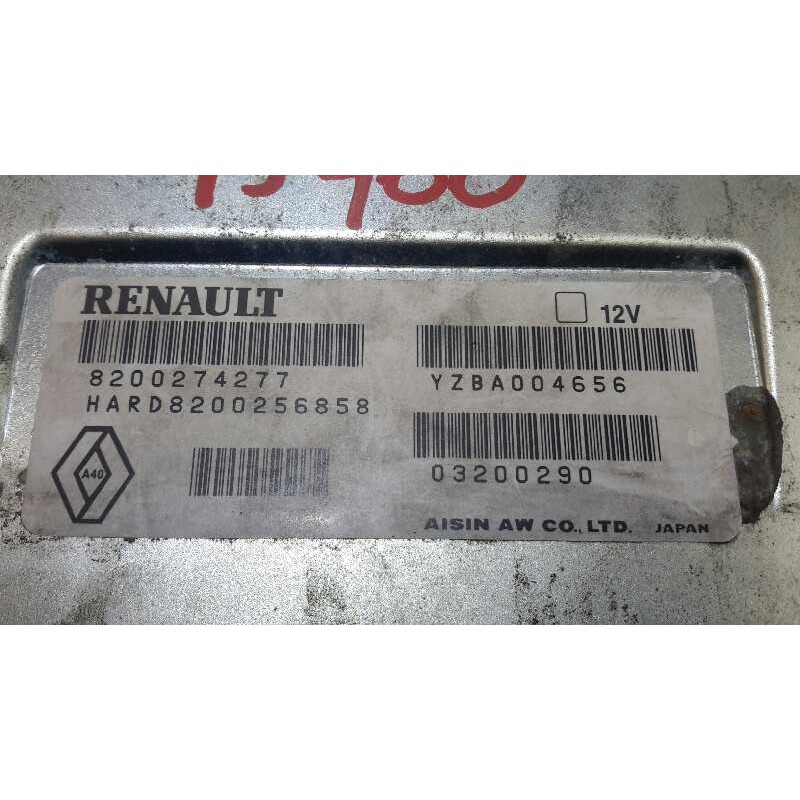 RENAULT
12V
8200274277
YZBA004656
HARD8200256858
03200290
A40
AISIN AW CO., LTD. JAPAN